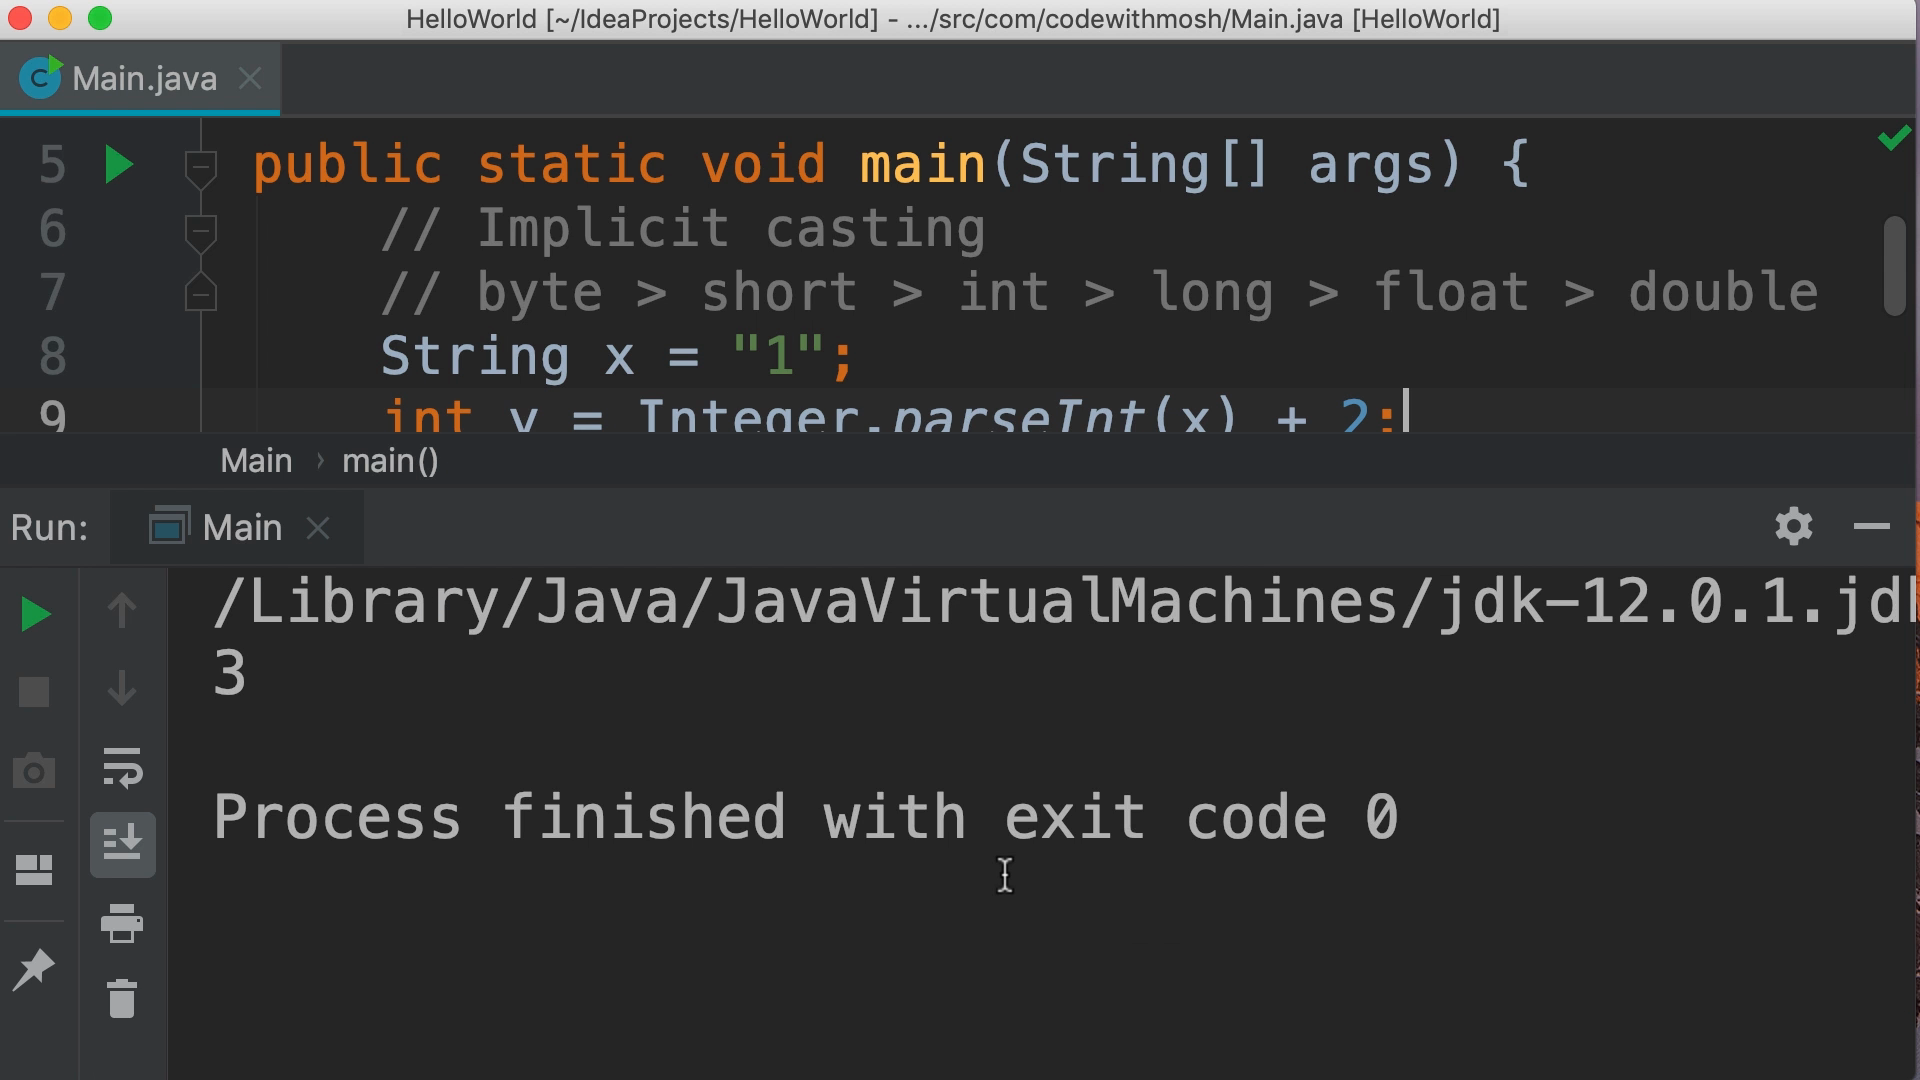 HelloWorld [~/IdeaProjects/HelloWorld] - .../src/com/codewithmosh/Main.java [HelloWorld]
Main.java
5 public static void main(String[] args) {
6 // Implicit casting
7 // byte > short > int > long > float > double
8 String x = "1";
9 int y = Integer.parseInt(x) + 2;
Main › main()
Run: Main
/Library/Java/JavaVirtualMachines/jdk-12.0.1.jdk
3
Process finished with exit code 0